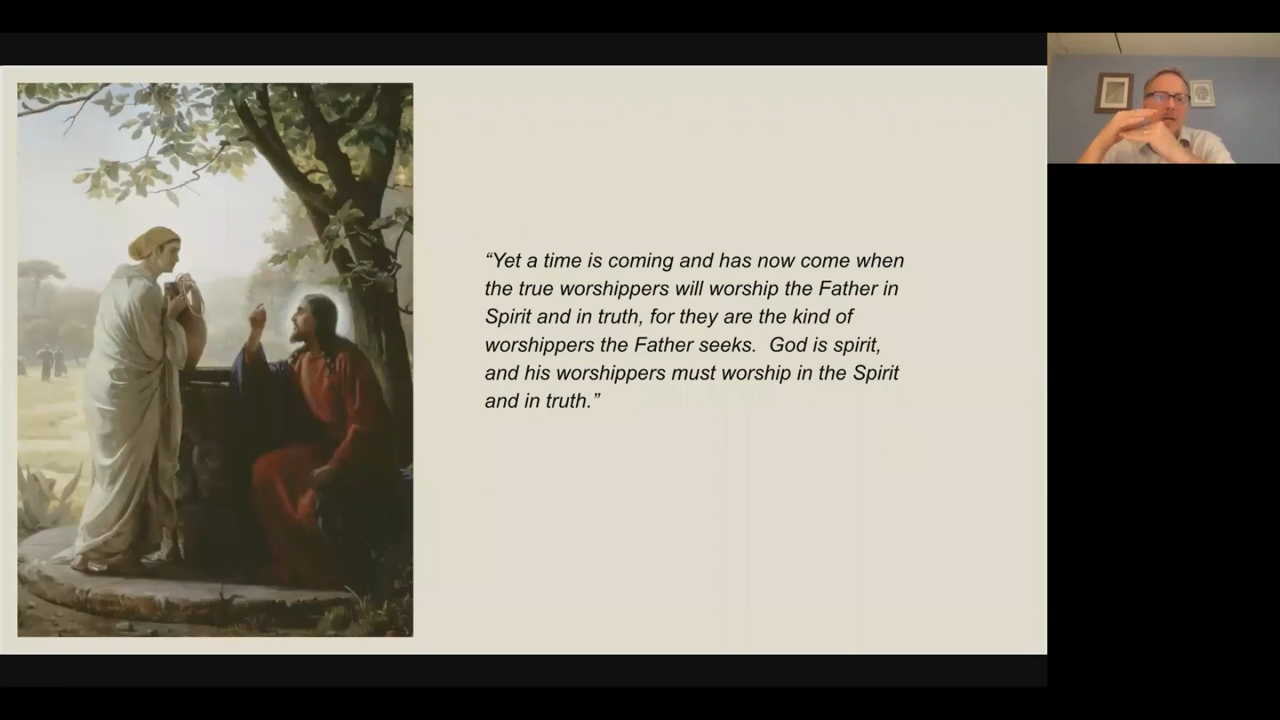 “Yet a time is coming and has now come when
the true worshippers will worship the Father in
Spirit and in truth, for they are the kind of
worshippers the Father seeks.  God is spirit,
and his worshippers must worship in the Spirit
and in truth.”